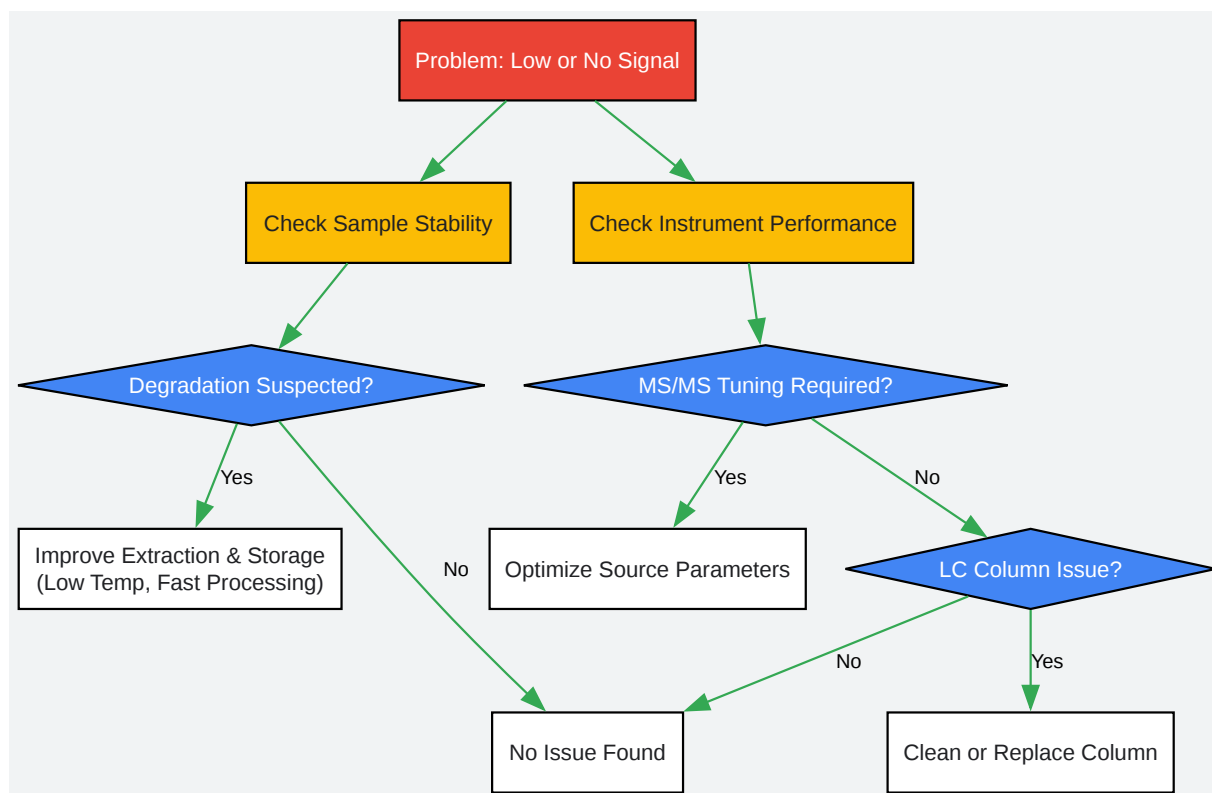 Problem: Low or No Signal
Check Sample Stability
Check Instrument Performance
Degradation Suspected?
MS/MS Tuning Required?
Yes
Yes
No
Improve Extraction & Storage
(Low Temp, Fast Processing)
No
Optimize Source Parameters
LC Column Issue?
No
Yes
No Issue Found
Clean or Replace Column